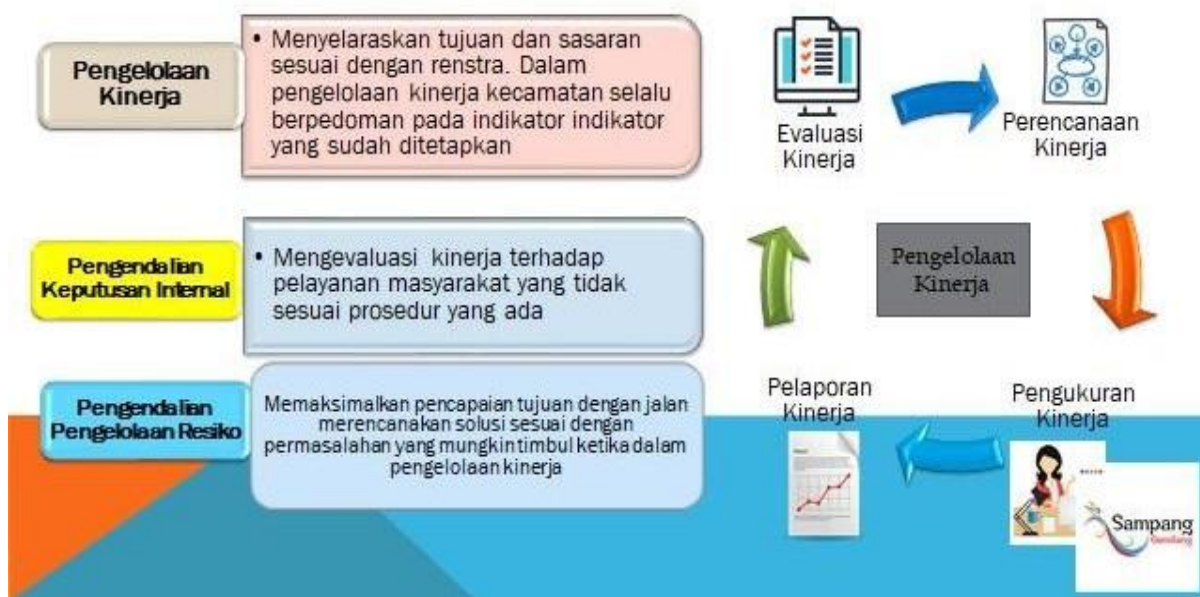 Pengelolaan
Kinerja
• Menyelaraskan tujuan dan sasaran
sesuai dengan renstra. Dalam
pengelolaan kinerja kecamatan selalu
berpedoman pada indikator indikator
yang sudah ditetapkan
Pengendalian
Keputusan Internal
• Mengevaluasi kinerja terhadap
pelayanan masyarakat yang tidak
sesuai prosedur yang ada
Pengendalian
Pengelolaan Resiko
Memaksimalkan pencapaian tujuan dengan jalan
merencanakan solusi sesuai dengan
permasalahan yang mungkin timbul ketika dalam
pengelolaan kinerja
Evaluasi
Kinerja
Perencanaan
Kinerja
Pengelolaan
Kinerja
Pelaporan
Kinerja
Pengukuran
Kinerja
Sampang